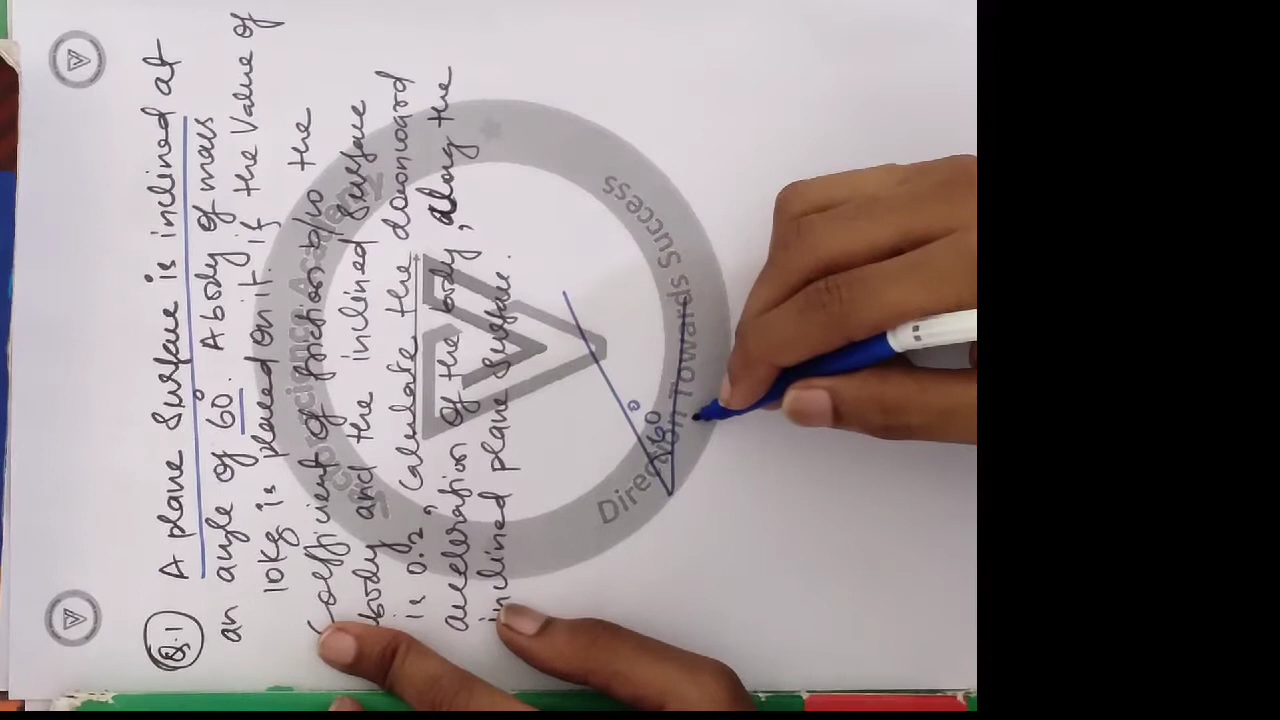 Q.1 A plane surface is inclined at
an angle of 60°. A body of mass
10kg is placed on it. if the value of
coefficient of friction b/w the
body and the inclined surface
is 0.2, calculate the downward
acceleration of the body, along the
inclined plane surface.
60°
Direction Towards Success